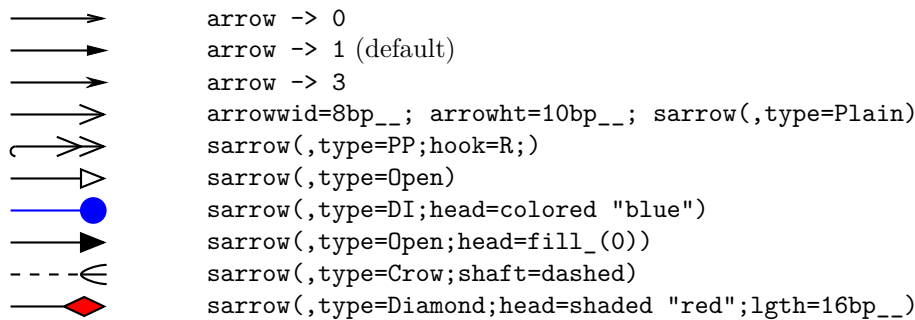 arrow -> 0
arrow -> 1 (default)
arrow -> 3
arrowwid=8bp__; arrowht=10bp__; sarrow(,type=Plain)
sarrow(,type=PP;hook=R;)
sarrow(,type=Open)
sarrow(,type=DI;head=colored "blue")
sarrow(,type=Open;head=fill_(0))
sarrow(,type=Crow;shaft=dashed)
sarrow(,type=Diamond;head=shaded "red";lgth=16bp__)